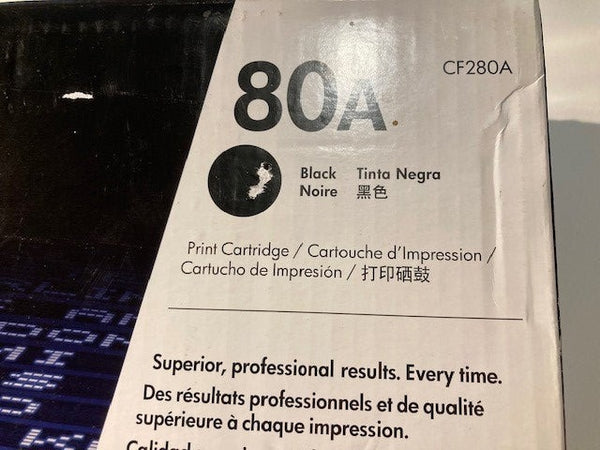 80A
CF280A
Black Tinta Negra
Noire 黑色
Print Cartridge / Cartouche d'Impression /
Cartucho de Impresión / 打印硒鼓
Superior, professional results. Every time.
Des résultats professionnels et de qualité
supérieure à chaque impression.